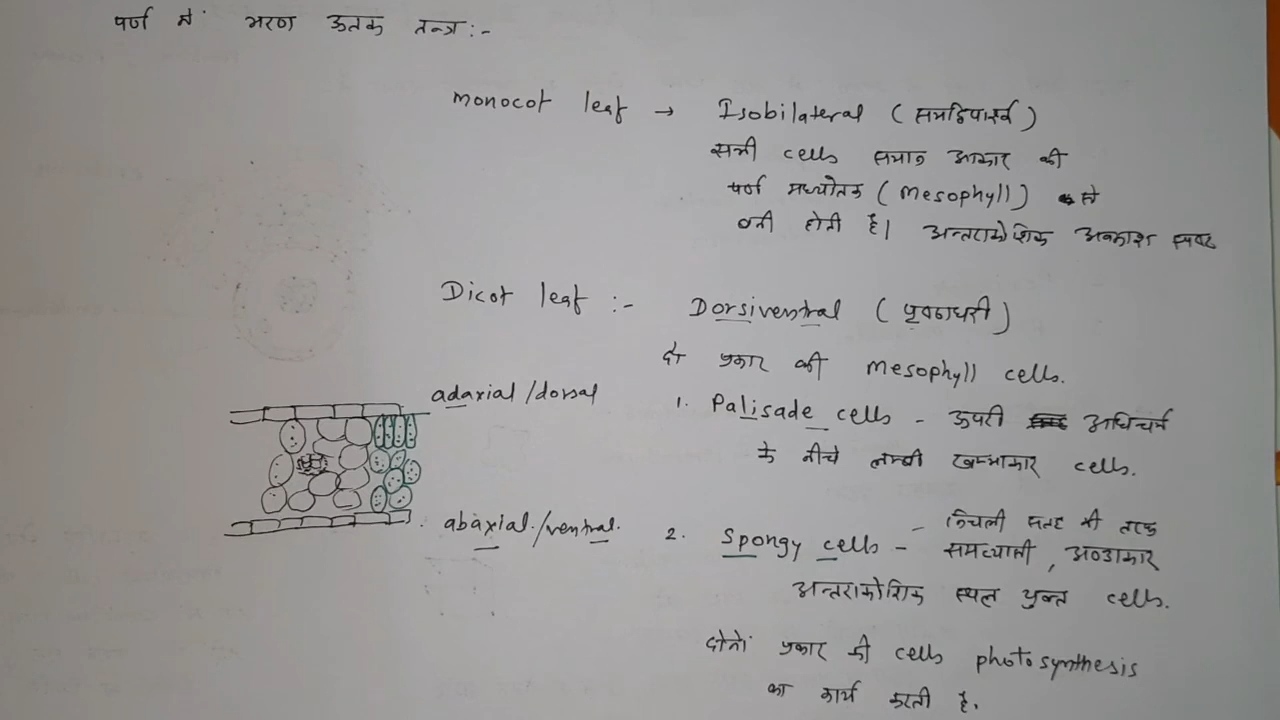 पर्ण में भरण ऊतक तन्त्र :-
monocot leaf → Isobilateral (समद्विपार्श्व)
सभी cells समान आकार की
पर्ण मध्योतक (Mesophyll) से
बनी होती है। अन्तराकोशिक अवकाश स्पष्ट
Dicot leaf :- Dorsiventral (पृष्ठाधरी)
दो प्रकार की mesophyll cells.
adaxial/dorsal
1. Palisade cells - ऊपरी अधिचर्म
के नीचे लम्बी खम्भाकार cells.
abaxial/ventral.
2. Spongy cells - निचली सतह की तरफ
समव्यासी, अण्डाकार
अन्तराकोशिक स्थल युक्त cells.
दोनों प्रकार की cells photosynthesis
का कार्य करती है.